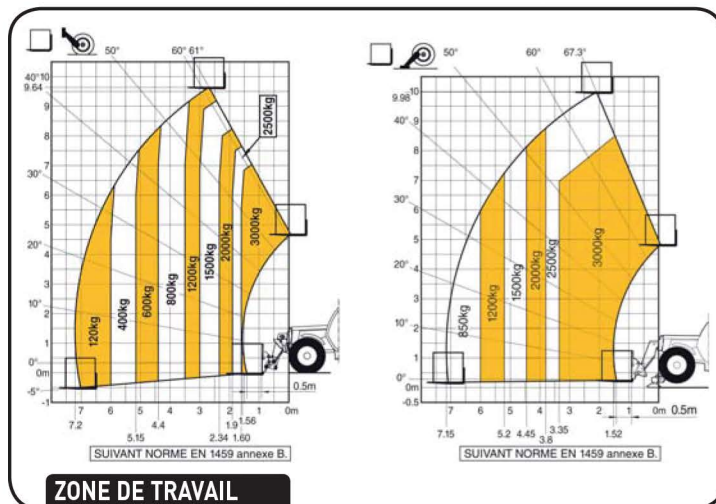 50° 60° 61°
40° 10
9.64
9
8
30° 7
6
20° 5
4
3
10° 2
1
0°
0m
-5°
-1
120kg
400kg
600kg
800kg
1200kg
1500kg
2000kg
2500kg
3000kg
7 6 5 4 3 2 1 0m
0.5m
7.2 5.15 4.4 2.34 1.9 1.60 1.56
SUIVANT NORME EN 1459 annexe B.
50° 60° 67.3°
10
9.98
9
40°
8
7
30° 6
5
20° 4
3
10° 2
1
0°
0m
-0.5
850kg
1200kg
1500kg
2000kg
2500kg
3000kg
7 6 5 4 3 2 1 0m
0.5m
7.15 5.2 4.45 3.8 3.35 1.52
SUIVANT NORME EN 1459 annexe B.
ZONE DE TRAVAIL